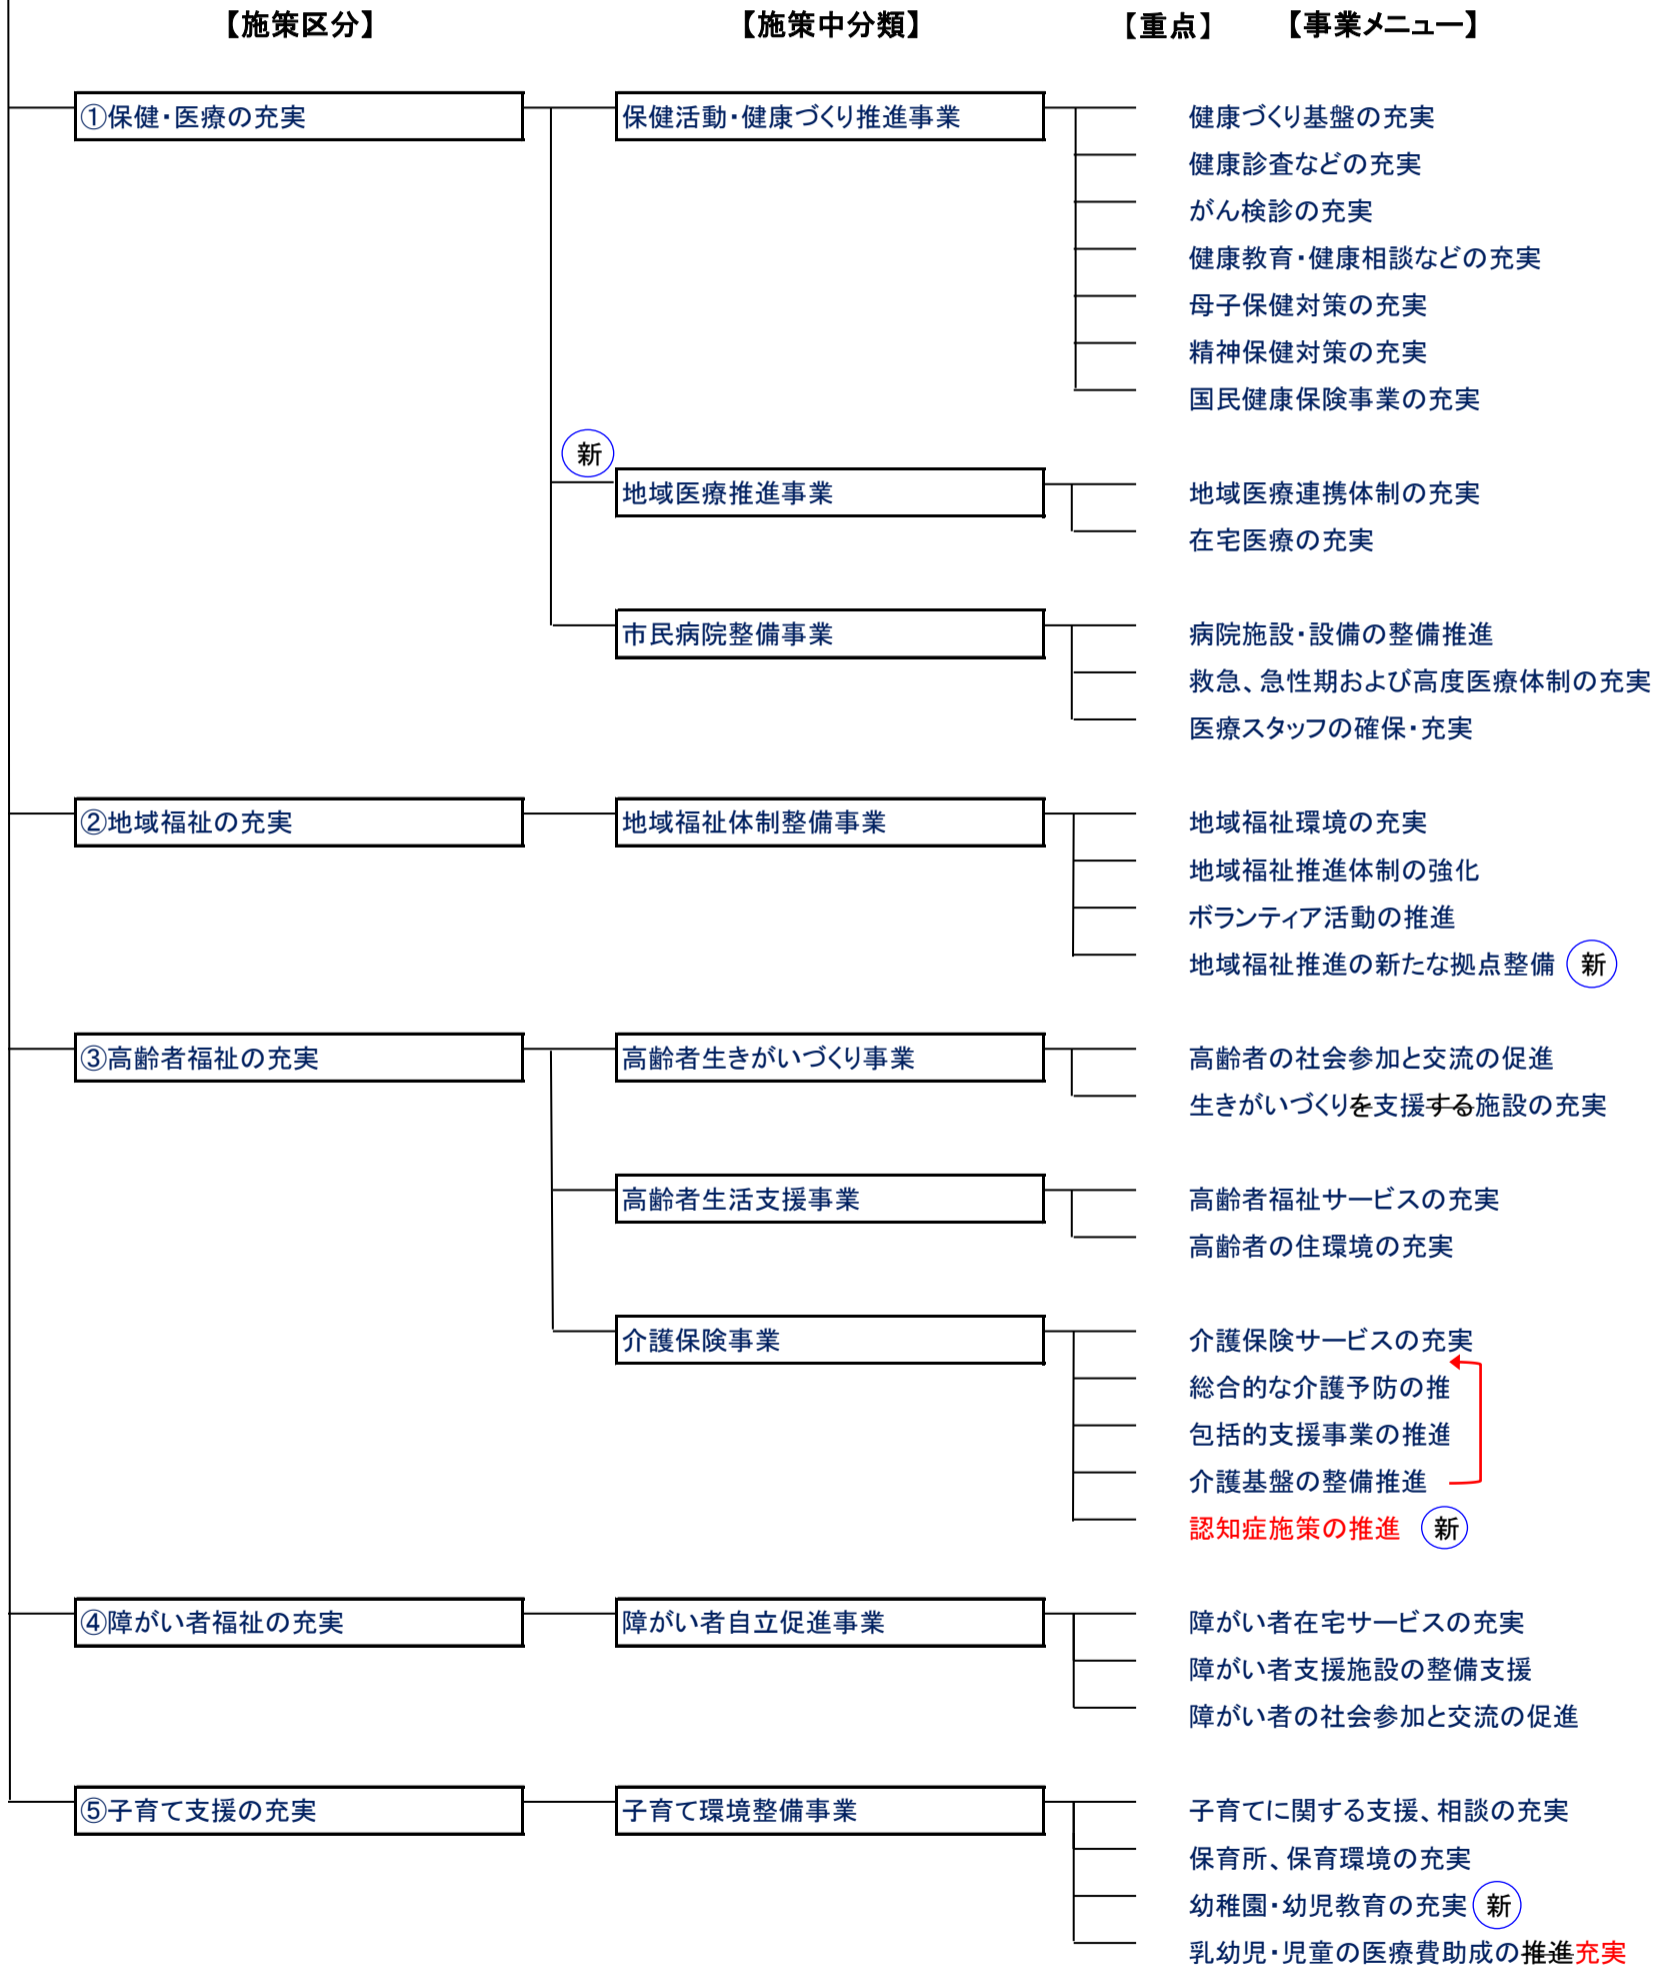 【施策区分】 【施策中分類】 【重点】 【事業メニュー】
①保健・医療の充実 保健活動・健康づくり推進事業 健康づくり基盤の充実
健康診査などの充実
がん検診の充実
健康教育・健康相談などの充実
母子保健対策の充実
精神保健対策の充実
国民健康保険事業の充実
新
地域医療推進事業 地域医療連携体制の充実
在宅医療の充実
市民病院整備事業 病院施設・設備の整備推進
救急、急性期および高度医療体制の充実
医療スタッフの確保・充実
②地域福祉の充実 地域福祉体制整備事業 地域福祉環境の充実
地域福祉推進体制の強化
ボランティア活動の推進
地域福祉推進の新たな拠点整備 新
③高齢者福祉の充実 高齢者生きがいづくり事業 高齢者の社会参加と交流の促進
生きがいづくりを支援する施設の充実
高齢者生活支援事業 高齢者福祉サービスの充実
高齢者の住環境の充実
介護保険事業 介護保険サービスの充実
総合的な介護予防の推
包括的支援事業の推進
介護基盤の整備推進
認知症施策の推進 新
④障がい者福祉の充実 障がい者自立促進事業 障がい者在宅サービスの充実
障がい者支援施設の整備支援
障がい者の社会参加と交流の促進
⑤子育て支援の充実 子育て環境整備事業 子育てに関する支援、相談の充実
保育所、保育環境の充実
幼稚園・幼児教育の充実 新
乳幼児・児童の医療費助成の推進充実